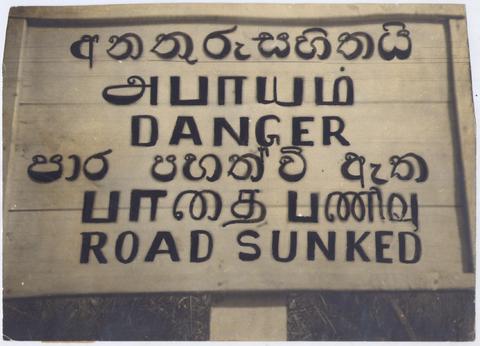 අනතුරුසහිතයි
அபாயம்
DANGER
පාර පහත් වී ඇත
பாதை பணிவு
ROAD SUNKED